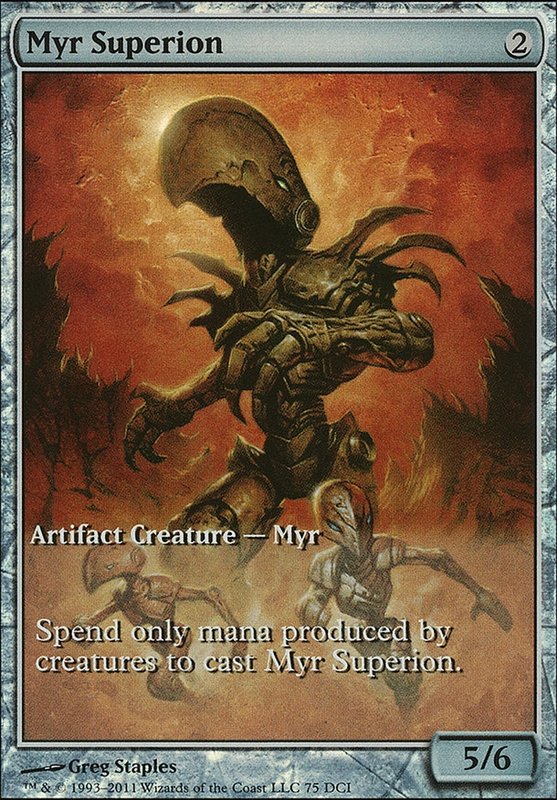 Myr Superion 2
Artifact Creature — Myr
Spend only mana produced by
creatures to cast Myr Superion.
Greg Staples
5/6
™ & © 1993–2011 Wizards of the Coast LLC 75 DCI